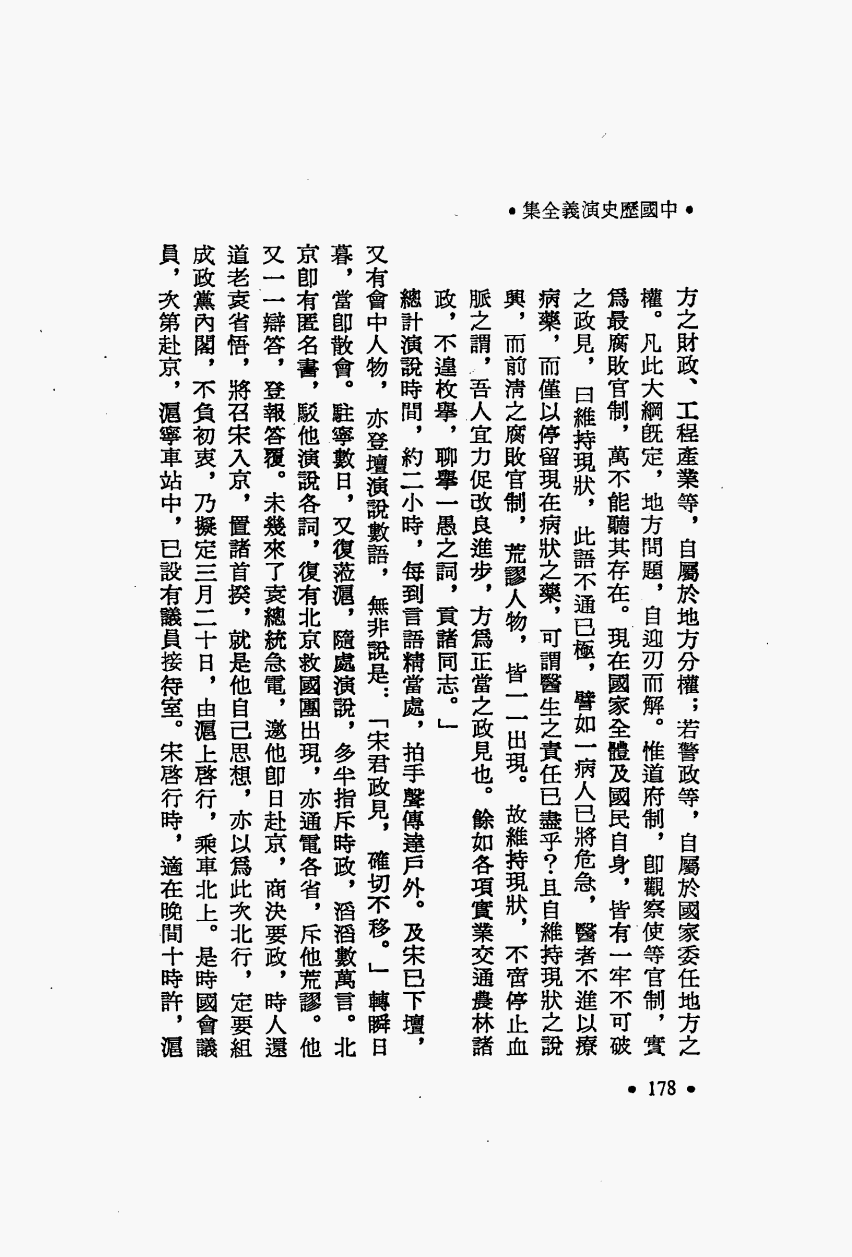 •中國歷史演義全集•
方之財政、工程產業等，自屬於地方分權；若警政等，自屬於國家委任地方之
權。凡此大綱既定，地方問題，自迎刃而解。惟道府制，卽觀察使等官制，實
爲最腐敗官制，萬不能聽其存在。現在國家全體及國民自身，皆有一牢不可破
之政見，曰維持現狀，此語不通已極，譬如一病人已將危急，醫者不進以療
病藥，而僅以停留現在病狀之藥，可謂醫生之責任已盡乎？且自維持現狀之說
興，而前淸之腐敗官制，荒謬人物，皆一一出現。故維持現狀，不啻停止血
脈之謂，吾人宜力促改良進步，方爲正當之政見也。餘如各項實業交通農林諸
政，不遑枚擧，聊擧一愚之詞，貢諸同志。」
總計演說時間，約二小時，每到言語精當處，拍手聲傳達戶外。及宋已下壇，
又有會中人物，亦登壇演說數語，無非說是：「宋君政見，確切不移。」轉瞬日
暮，當卽散會。駐寧數日，又復蒞滬，隨處演說，多半指斥時政，滔滔數萬言。北
京卽有匿名書，駁他演說各詞，復有北京救國團出現，亦通電各省，斥他荒謬。他
又一一辯答，登報答覆。未幾來了袁總統急電，邀他卽日赴京，商決要政，時人還
道老袁省悟，將召宋入京，置諸首揆，就是他自己思想，亦以爲此次北行，定要組
成政黨內閣，不負初衷，乃擬定三月二十日，由滬上啓行，乘車北上。是時國會議
員，次第赴京，滬寧車站中，已設有議員接待室。宋啓行時，適在晚間十時許，滬
• 178 •